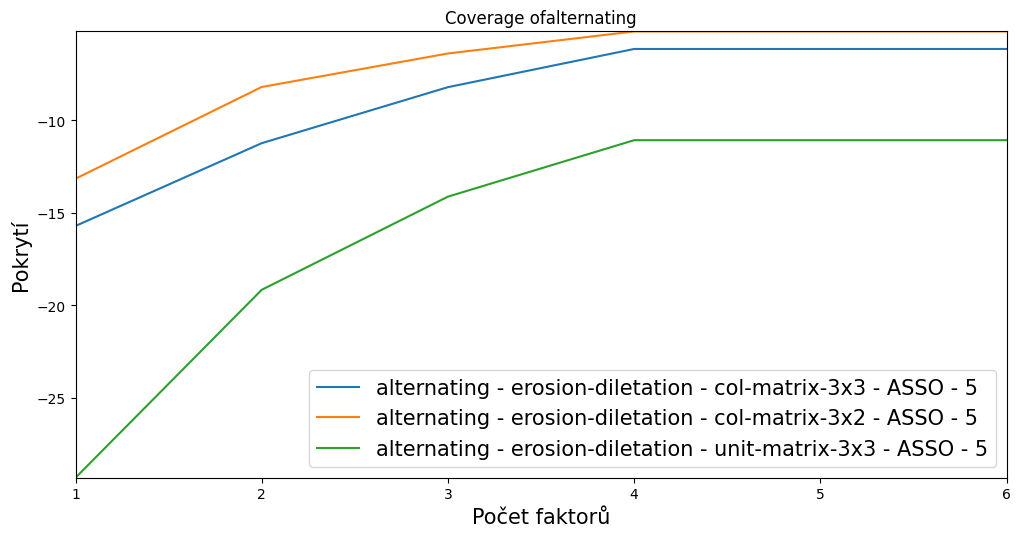 Coverage ofalternating
Pokrytí
−10
−15
−20
−25
alternating - erosion-diletation - col-matrix-3x3 - ASSO - 5
alternating - erosion-diletation - col-matrix-3x2 - ASSO - 5
alternating - erosion-diletation - unit-matrix-3x3 - ASSO - 5
1 2 3 4 5 6
Počet faktorů